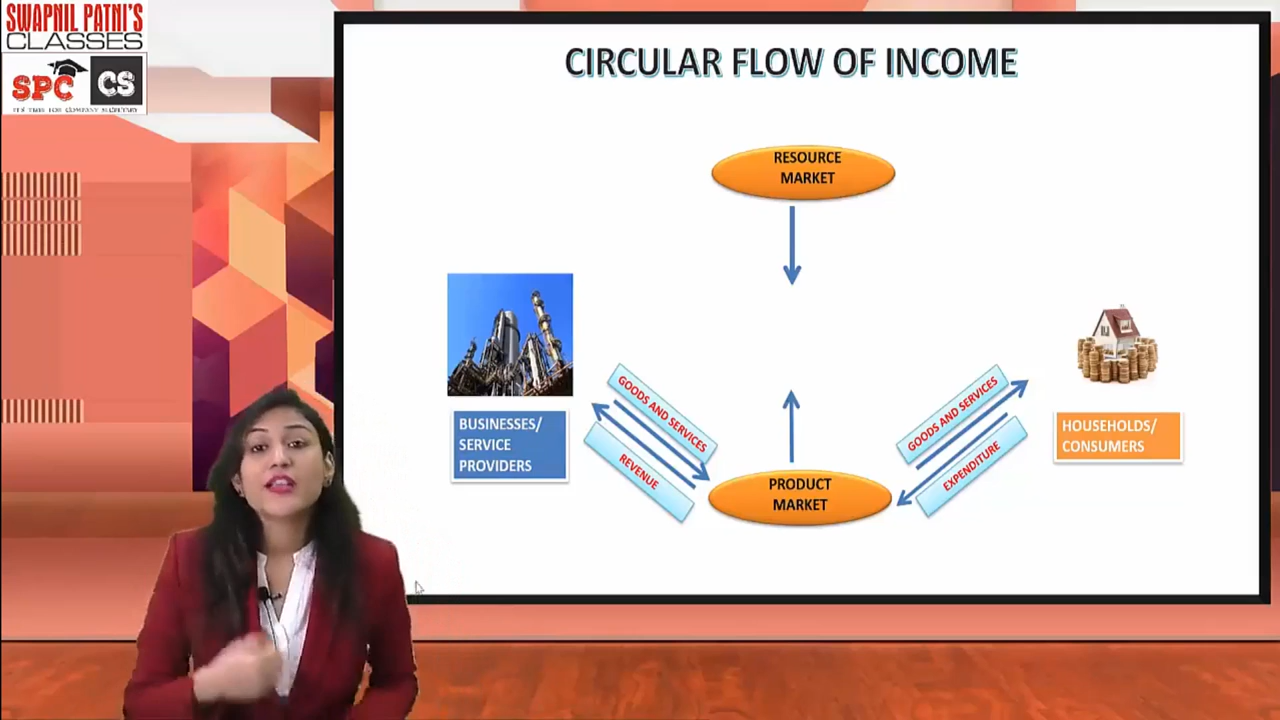 SWAPNIL PATNI'S
CLASSES
SPC CS
CIRCULAR FLOW OF INCOME
RESOURCE
MARKET
GOODS AND SERVICES
REVENUE
GOODS AND SERVICES
EXPENDITURE
BUSINESSES/
SERVICE
PROVIDERS
HOUSEHOLDS/
CONSUMERS
PRODUCT
MARKET